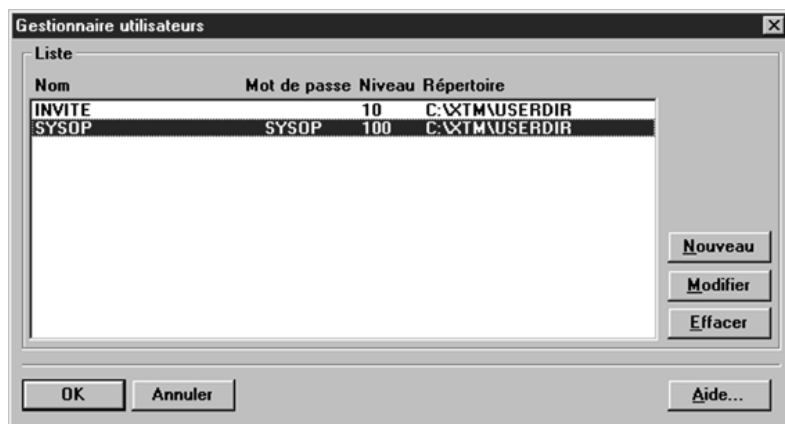 Gestionnaire utilisateurs
Liste
Nom Mot de passe Niveau Répertoire
INVITE 10 C:\XTM\USERDIR
SYSOP SYSOP 100 C:\XTM\USERDIR
Nouveau
Modifier
Effacer
OK Annuler Aide...